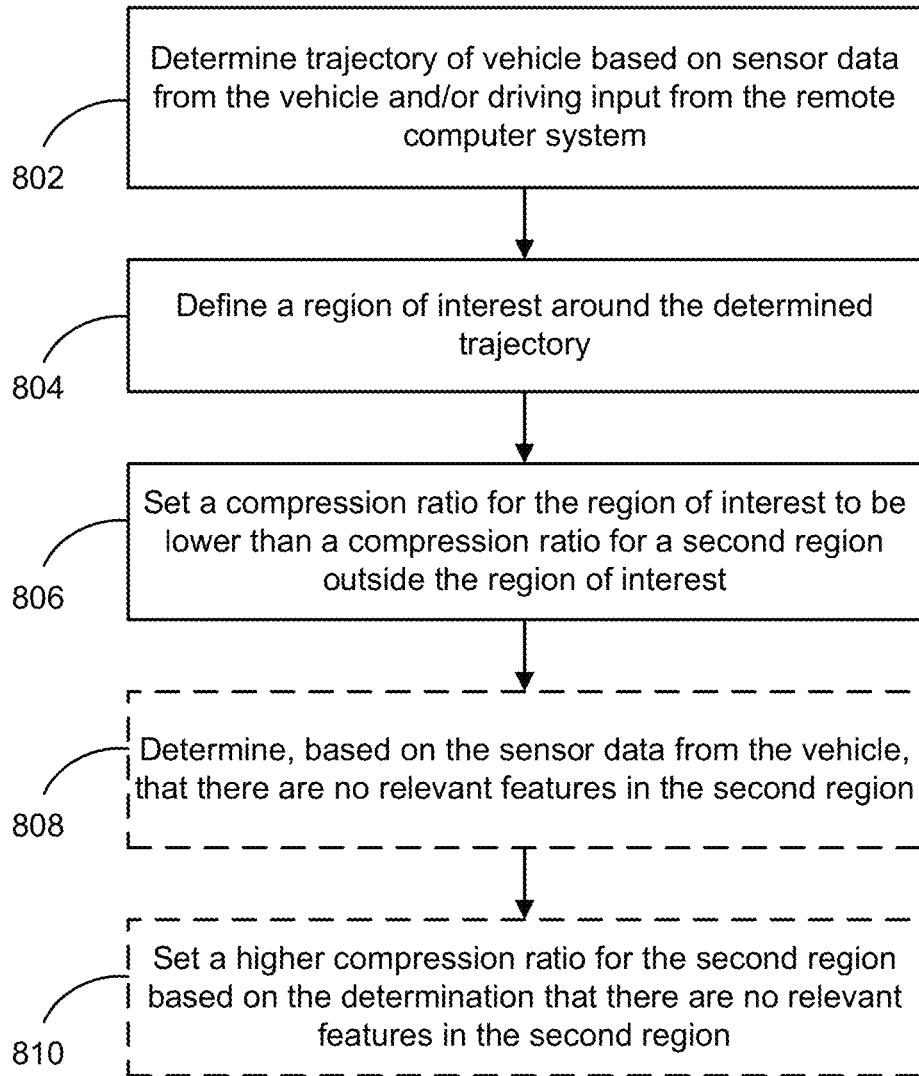 Determine trajectory of vehicle based on sensor data
from the vehicle and/or driving input from the remote
computer system
802
Define a region of interest around the determined
trajectory
804
Set a compression ratio for the region of interest to be
lower than a compression ratio for a second region
outside the region of interest
806
Determine, based on the sensor data from the vehicle,
that there are no relevant features in the second region
808
Set a higher compression ratio for the second region
based on the determination that there are no relevant
features in the second region
810